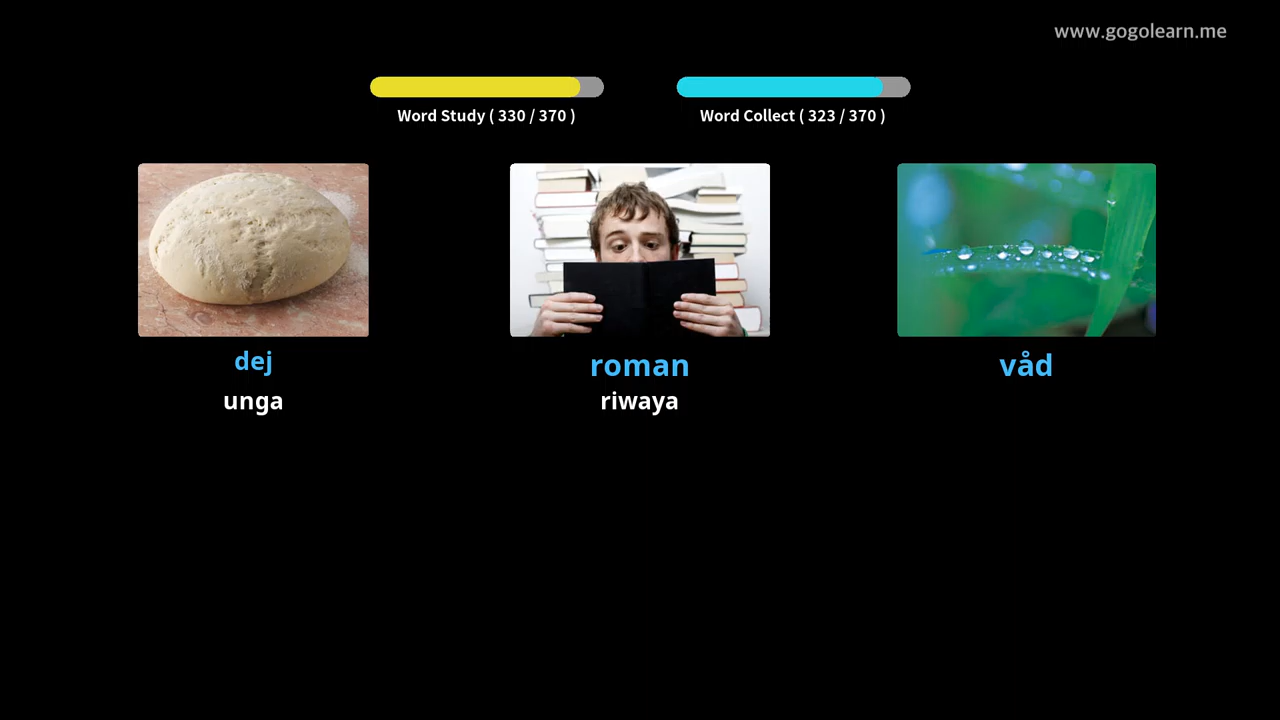 www.gogolearn.me
Word Study ( 330 / 370 )
Word Collect ( 323 / 370 )
dej
roman
våd
unga
riwaya